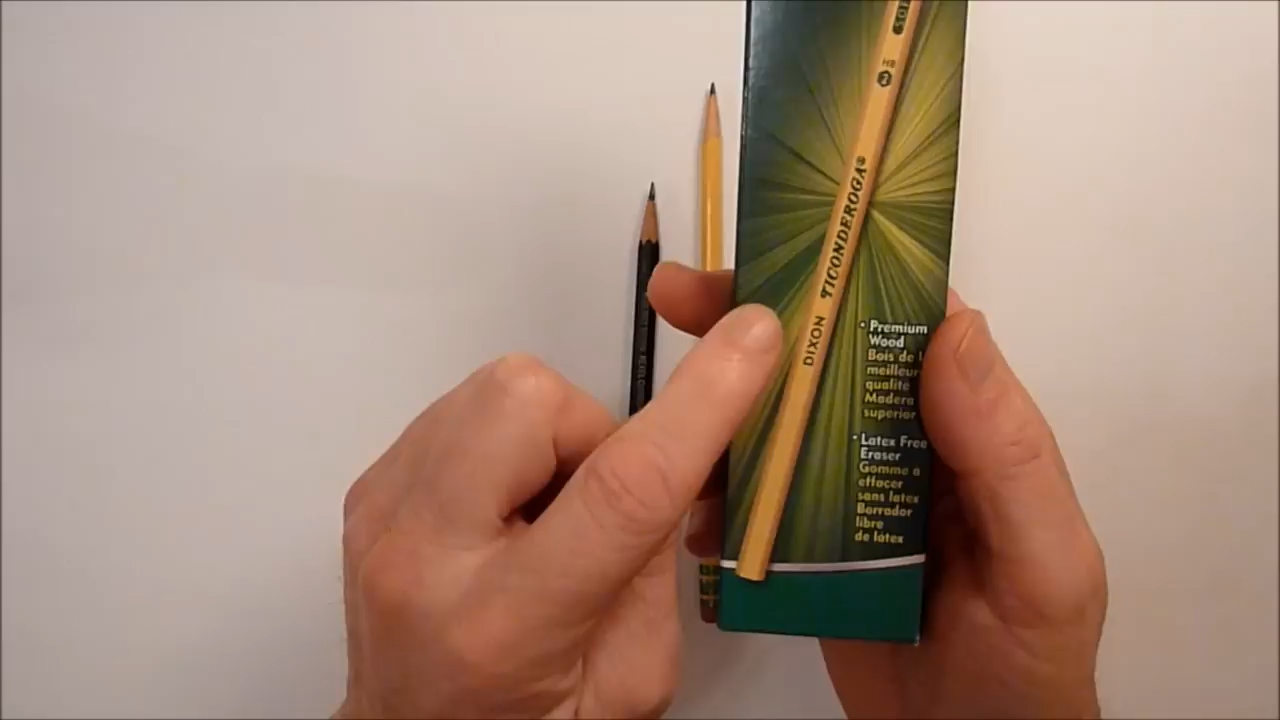 HB
2
DIXON TICONDEROGA®
• Premium
Wood
Bois de
meilleur
qualité
Madera
superior
• Latex Free
Eraser
Gomme à
effacer
sans latex
Borrador
libre
de látex